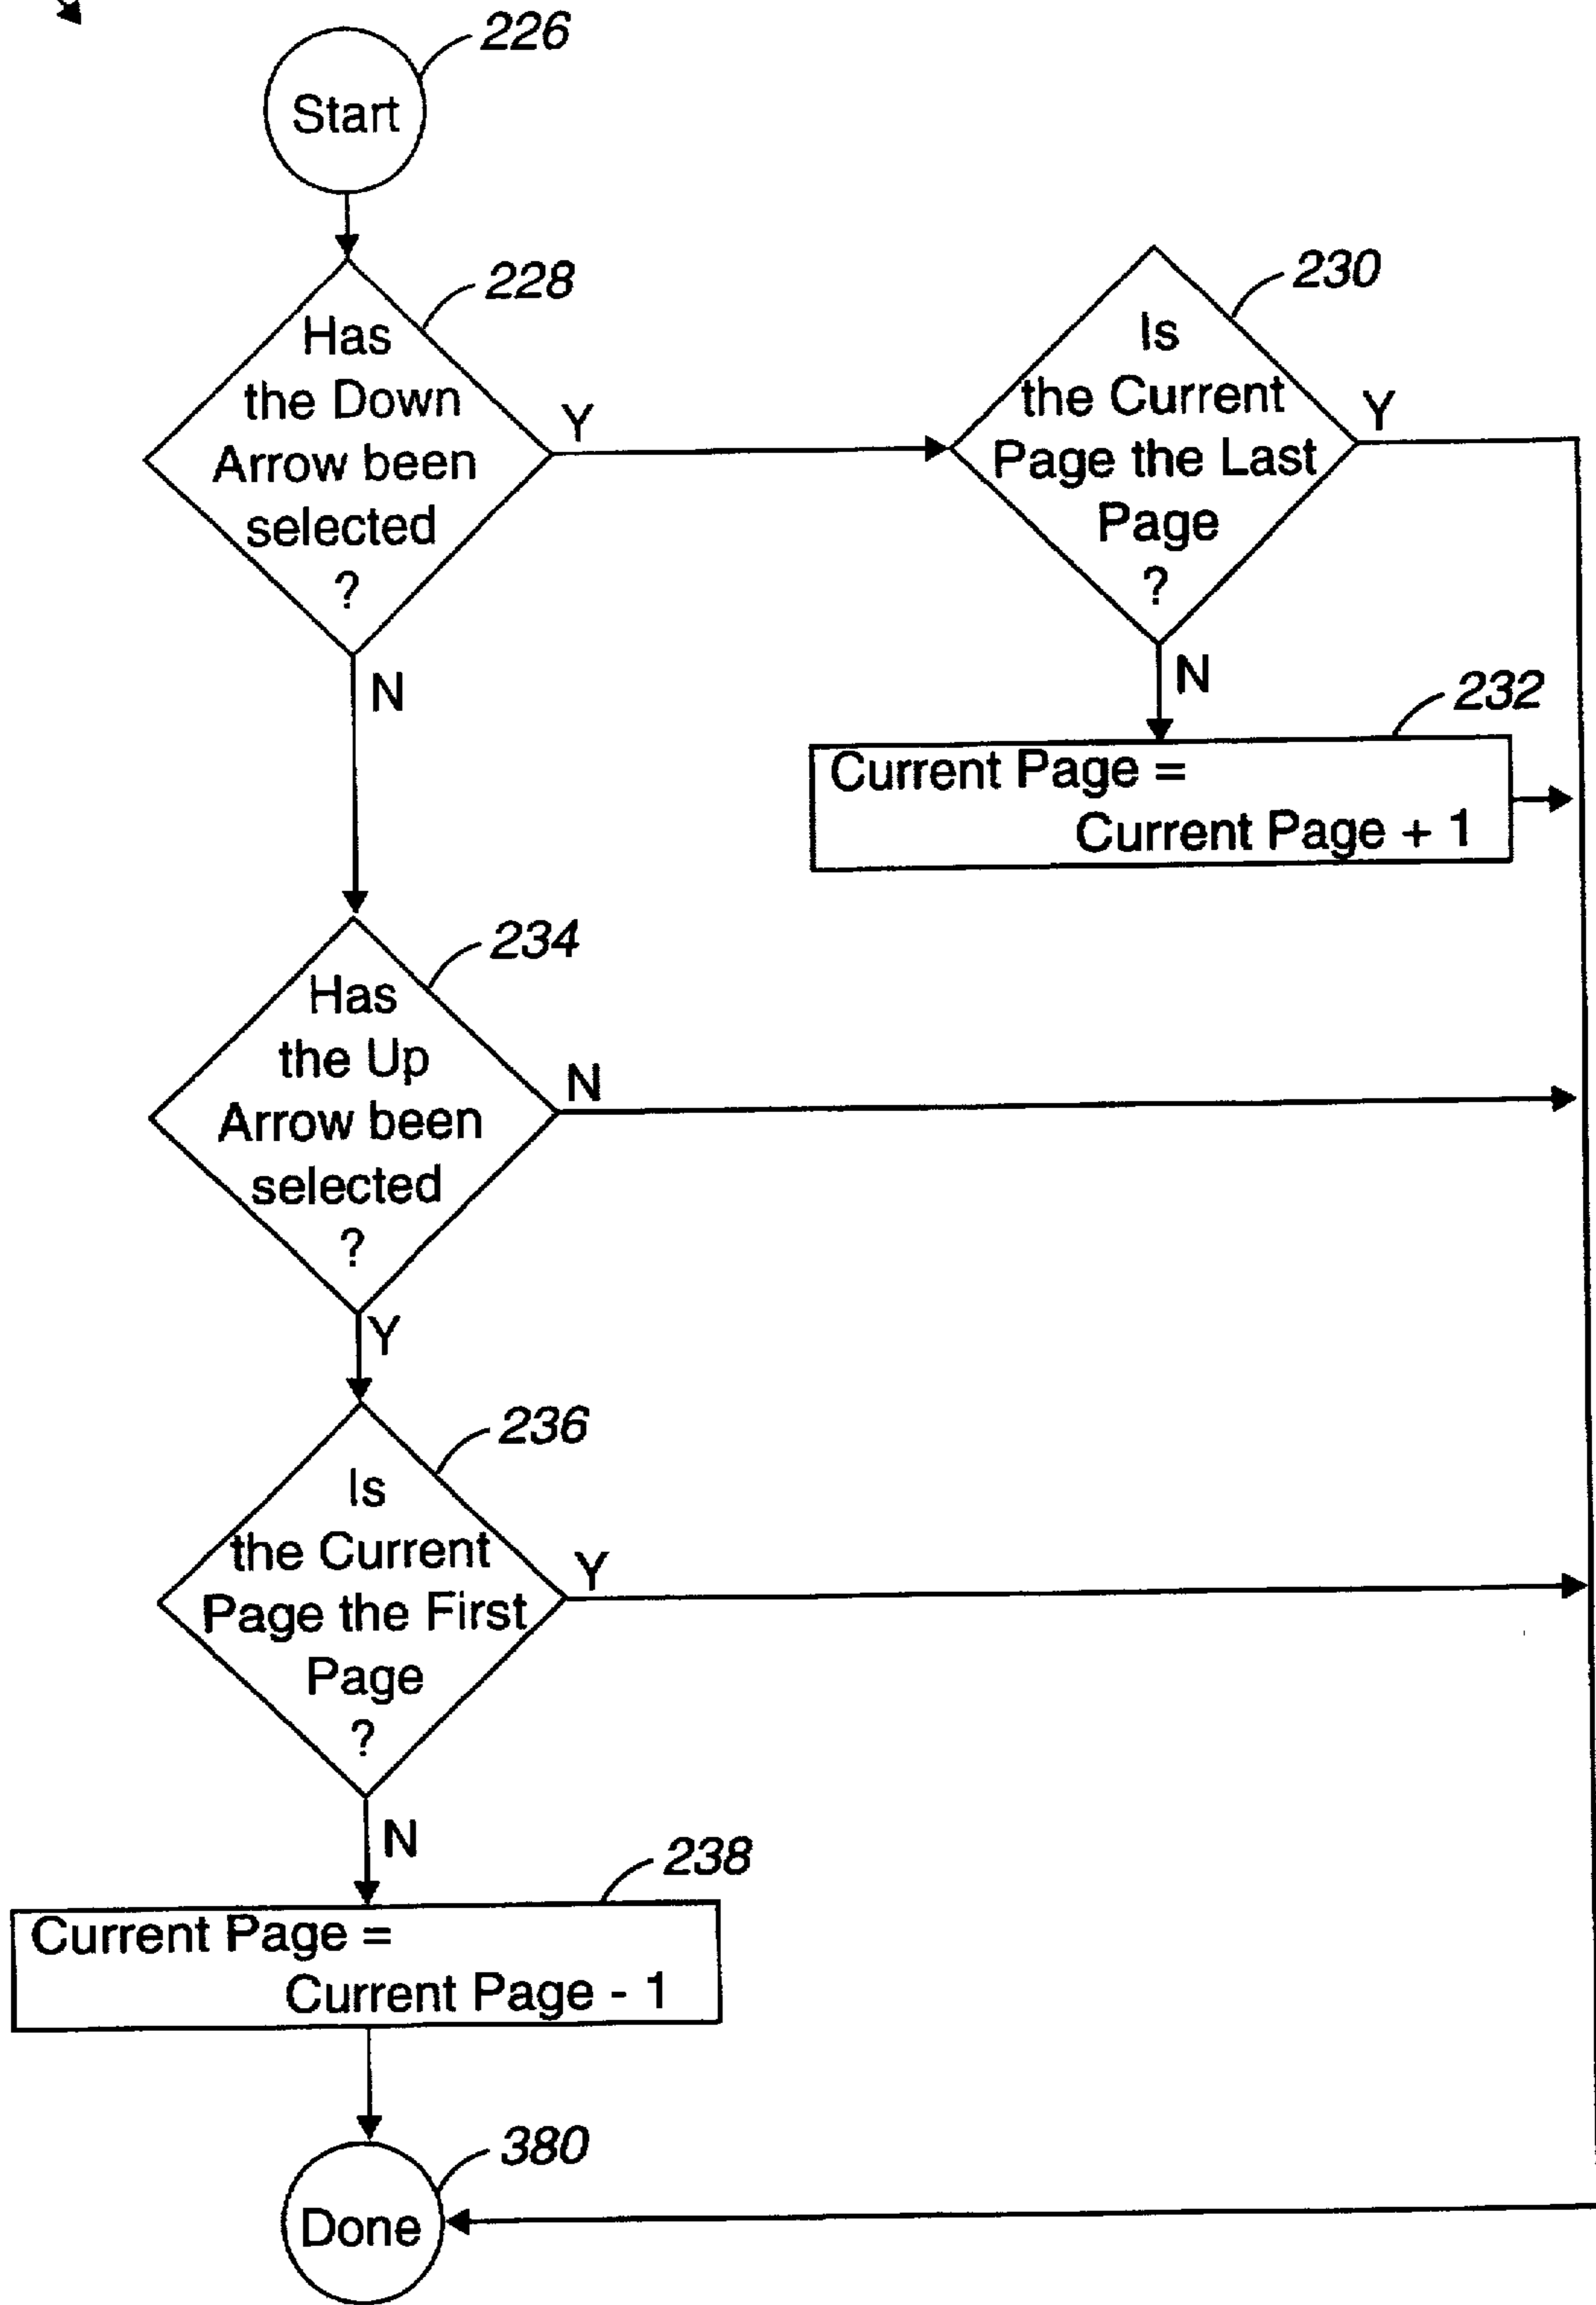 226
Start
228
Has
the Down
Arrow been
selected
?
Y
N
230
Is
the Current
Page the Last
Page
?
Y
N
232
Current Page =
Current Page + 1
234
Has
the Up
Arrow been
selected
?
N
Y
236
Is
the Current
Page the First
Page
?
Y
N
238
Current Page =
Current Page - 1
380
Done